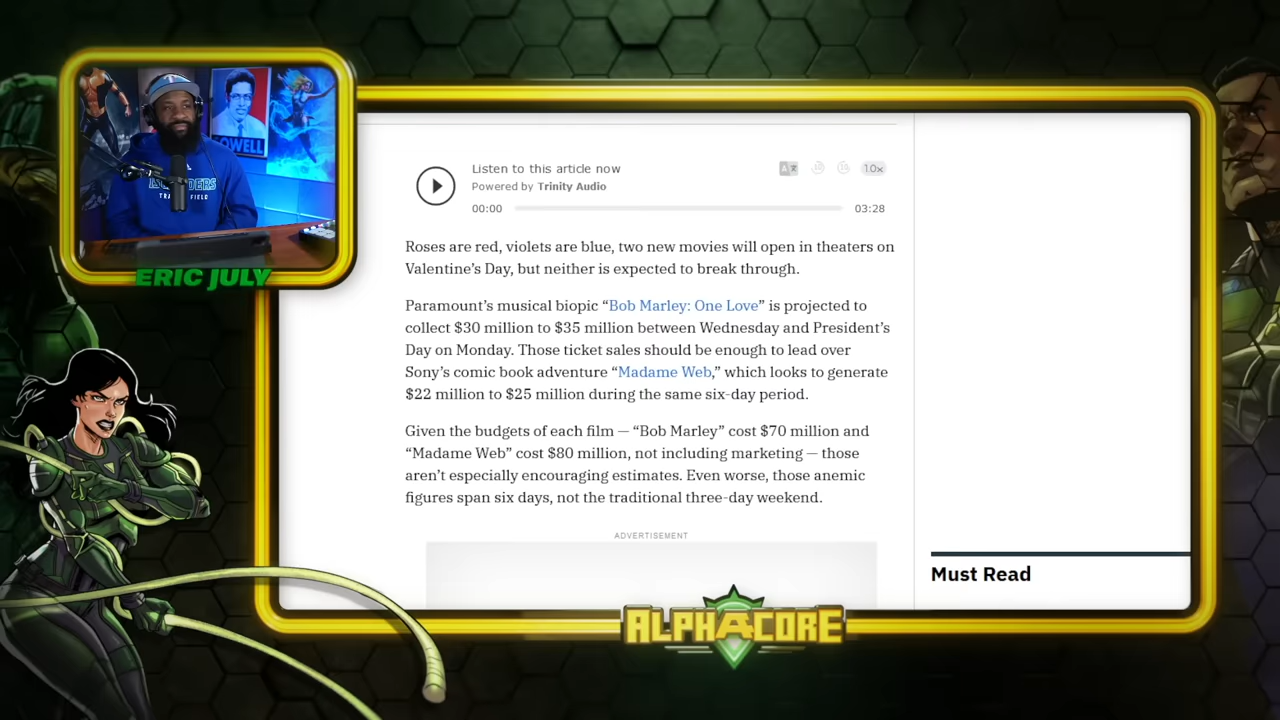 Listen to this article now
Powered by Trinity Audio
00:00
03:28
1.0x
Roses are red, violets are blue, two new movies will open in theaters on
Valentine’s Day, but neither is expected to break through.
Paramount’s musical biopic “Bob Marley: One Love” is projected to
collect $30 million to $35 million between Wednesday and President’s
Day on Monday. Those ticket sales should be enough to lead over
Sony’s comic book adventure “Madame Web,” which looks to generate
$22 million to $25 million during the same six-day period.
Given the budgets of each film — “Bob Marley” cost $70 million and
“Madame Web” cost $80 million, not including marketing — those
aren’t especially encouraging estimates. Even worse, those anemic
figures span six days, not the traditional three-day weekend.
ADVERTISEMENT
Must Read
ERIC JULY
ALPHACORE